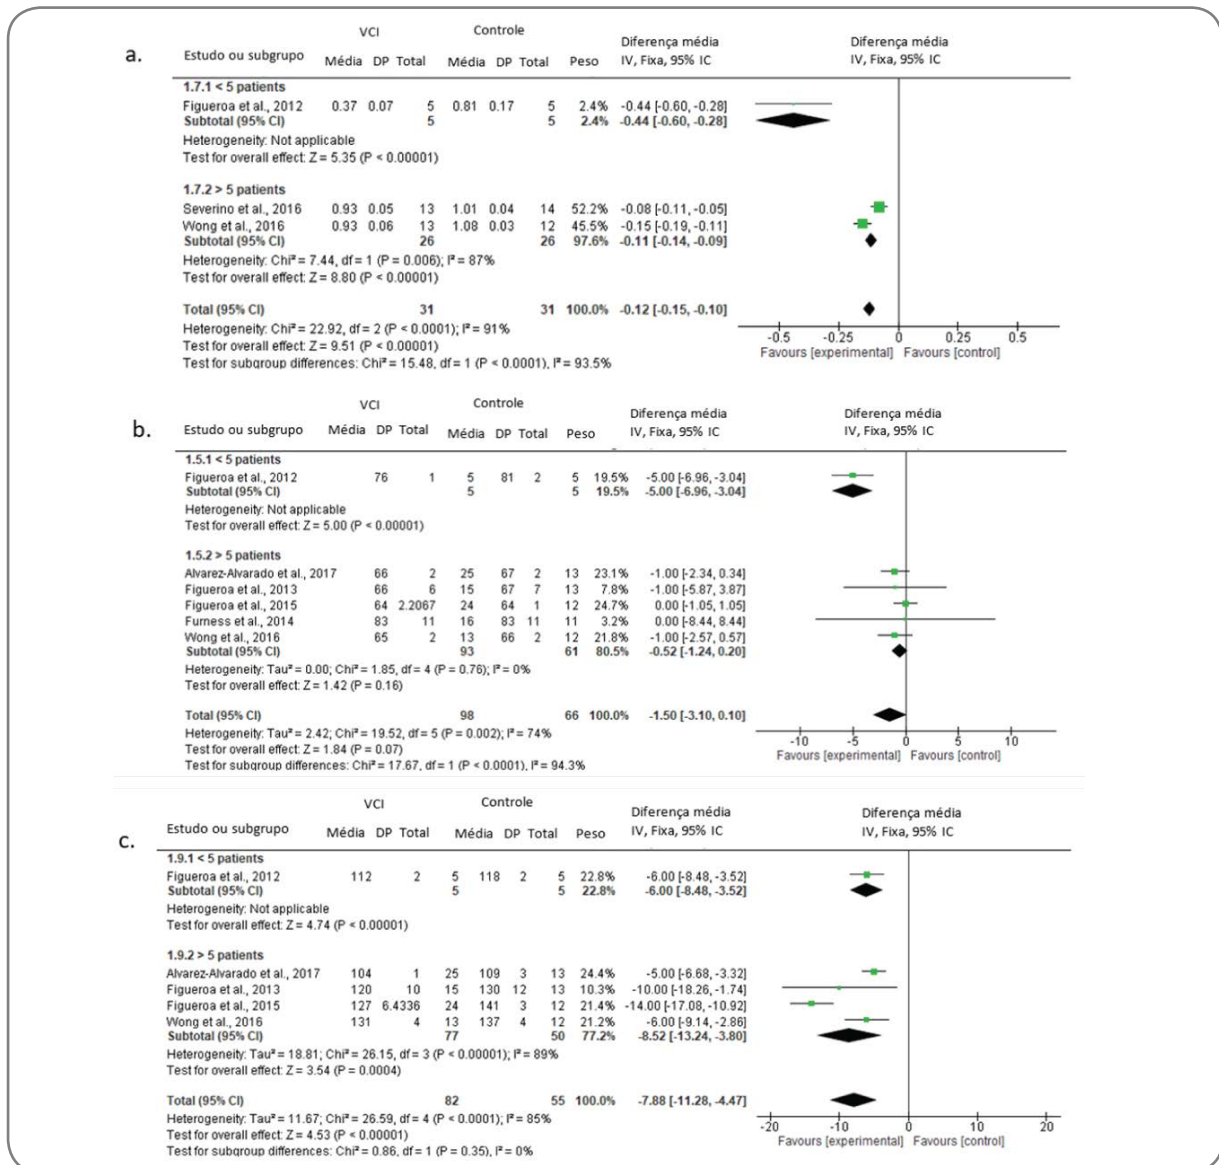 a.
VCI Controle
Estudo ou subgrupo Média DP Total Média DP Total Peso Diferença média IV, Fixa, 95% IC Diferença média IV, Fixa, 95% IC
1.7.1 < 5 patients
Figueroa et al., 2012 0.37 0.07 5 0.81 0.17 5 2.4% -0.44 [-0.60, -0.28]
Subtotal (95% CI) 5 5 2.4% -0.44 [-0.60, -0.28]
Heterogeneity: Not applicable
Test for overall effect: Z = 5.35 (P < 0.00001)
1.7.2 > 5 patients
Severino et al., 2016 0.93 0.05 13 1.01 0.04 14 52.2% -0.08 [-0.11, -0.05]
Wong et al., 2016 0.93 0.06 13 1.08 0.03 12 45.5% -0.15 [-0.19, -0.11]
Subtotal (95% CI) 26 26 97.6% -0.11 [-0.14, -0.09]
Heterogeneity: Chi² = 7.44, df = 1 (P = 0.006); I² = 87%
Test for overall effect: Z = 8.80 (P < 0.00001)
Total (95% CI) 31 31 100.0% -0.12 [-0.15, -0.10]
Heterogeneity: Chi² = 22.92, df = 2 (P < 0.0001); I² = 91%
Test for overall effect: Z = 9.51 (P < 0.00001)
Test for subgroup differences: Chi² = 15.48, df = 1 (P < 0.0001), I² = 93.5%
-0.5 -0.25 0 0.25 0.5
Favours [experimental] Favours [control]
b.
VCI Controle
Estudo ou subgrupo Média DP Total Média DP Total Peso Diferença média IV, Fixa, 95% IC Diferença média IV, Fixa, 95% IC
1.5.1 < 5 patients
Figueroa et al., 2012 76 1 5 81 2 5 19.5% -5.00 [-6.96, -3.04]
Subtotal (95% CI) 5 5 19.5% -5.00 [-6.96, -3.04]
Heterogeneity: Not applicable
Test for overall effect: Z = 5.00 (P < 0.00001)
1.5.2 > 5 patients
Alvarez-Alvarado et al., 2017 66 2 25 67 2 13 23.1% -1.00 [-2.34, 0.34]
Figueroa et al., 2013 66 6 15 67 7 13 7.8% -1.00 [-5.87, 3.87]
Figueroa et al., 2015 64 2.2067 24 64 1 12 24.7% 0.00 [-1.05, 1.05]
Furness et al., 2014 83 11 16 83 11 11 3.2% 0.00 [-8.44, 8.44]
Wong et al., 2016 65 2 13 66 2 12 21.8% -1.00 [-2.57, 0.57]
Subtotal (95% CI) 93 61 80.5% -0.52 [-1.24, 0.20]
Heterogeneity: Tau² = 0.00; Chi² = 1.85, df = 4 (P = 0.76); I² = 0%
Test for overall effect: Z = 1.42 (P = 0.16)
Total (95% CI) 98 66 100.0% -1.50 [-3.10, 0.10]
Heterogeneity: Tau² = 2.42; Chi² = 19.52, df = 5 (P = 0.002); I² = 74%
Test for overall effect: Z = 1.84 (P = 0.07)
Test for subgroup differences: Chi² = 17.67, df = 1 (P < 0.0001), I² = 94.3%
-10 -5 0 5 10
Favours [experimental] Favours [control]
c.
VCI Controle
Estudo ou subgrupo Média DP Total Média DP Total Peso Diferença média IV, Fixa, 95% IC Diferença média IV, Fixa, 95% IC
1.9.1 < 5 patients
Figueroa et al., 2012 112 2 5 118 2 5 22.8% -6.00 [-8.48, -3.52]
Subtotal (95% CI) 5 5 22.8% -6.00 [-8.48, -3.52]
Heterogeneity: Not applicable
Test for overall effect: Z = 4.74 (P < 0.00001)
1.9.2 > 5 patients
Alvarez-Alvarado et al., 2017 104 1 25 109 3 13 24.4% -5.00 [-6.68, -3.32]
Figueroa et al., 2013 120 10 15 130 12 13 10.3% -10.00 [-18.26, -1.74]
Figueroa et al., 2015 127 6.4336 24 141 3 12 21.4% -14.00 [-17.08, -10.92]
Wong et al., 2016 131 4 13 137 4 12 21.2% -6.00 [-9.14, -2.86]
Subtotal (95% CI) 77 50 77.2% -8.52 [-13.24, -3.80]
Heterogeneity: Tau² = 18.81; Chi² = 26.15, df = 3 (P < 0.00001); I² = 89%
Test for overall effect: Z = 3.54 (P = 0.0004)
Total (95% CI) 82 55 100.0% -7.88 [-11.28, -4.47]
Heterogeneity: Tau² = 11.67; Chi² = 26.59, df = 4 (P < 0.0001); I² = 85%
Test for overall effect: Z = 4.53 (P < 0.00001)
Test for subgroup differences: Chi² = 0.86, df = 1 (P = 0.35), I² = 0%
-20 -10 0 10 20
Favours [experimental] Favours [control]